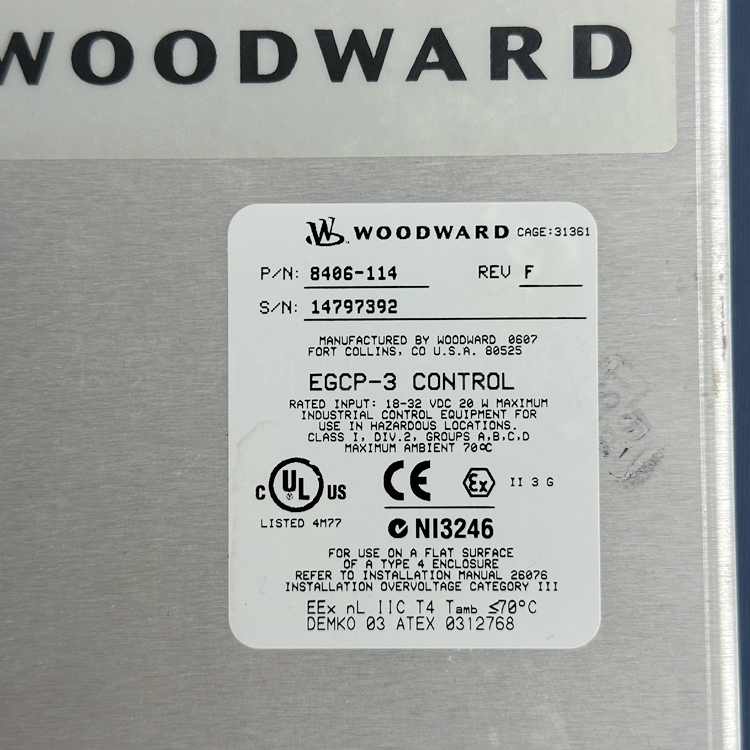 WOODWARD
WOODWARD CAGE:31361
P/N: 8406-114 REV F
S/N: 14797392
MANUFACTURED BY WOODWARD 0607
FORT COLLINS, CO U.S.A. 80525
EGCP-3 CONTROL
RATED INPUT: 18-32 VDC 20 W MAXIMUM
INDUSTRIAL CONTROL EQUIPMENT FOR
USE IN HAZARDOUS LOCATIONS.
CLASS I, DIV.2, GROUPS A,B,C,D
MAXIMUM AMBIENT 70°C
C UL US CE Ex II 3 G
LISTED 4M77
NI3246
FOR USE ON A FLAT SURFACE
OF A TYPE 4 ENCLOSURE
REFER TO INSTALLATION MANUAL 26076
INSTALLATION OVERVOLTAGE CATEGORY III
EEx nL IIC T4 Tamb ≤70°C
DEMKO 03 ATEX 0312768